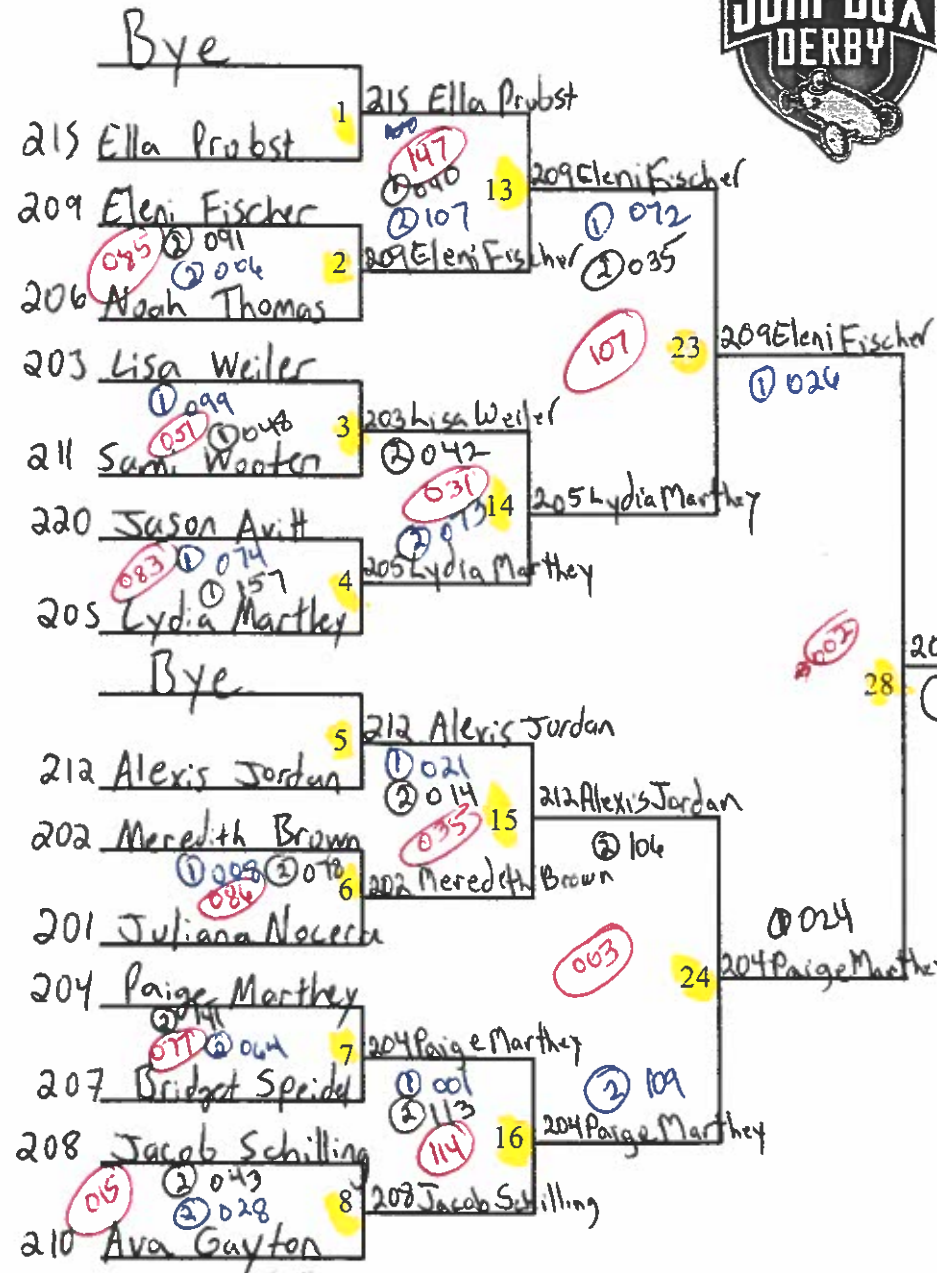 DERBY
Bye
1
215 Ella Probst
215 Ella Probst
147
① 040
② 107
13
209 Eleni Fischer
209 Eleni Fischer
085 ② 091
② 006
2
209 Eleni Fischer
206 Noah Thomas
① 072
② 035
107
23
209 Eleni Fischer
① 026
203 Lisa Weiler
① 099
051 ① 048
3
203 Lisa Weiler
211 Sami Wooten
② 042
031
② 073
14
205 Lydia Marthey
220 Jason Avitt
083 ① 074
① 157
4
205 Lydia Marthey
205 Lydia Marthey
002
28
20
Bye
5
212 Alexis Jordan
212 Alexis Jordan
① 021
② 014
035
15
212 Alexis Jordan
② 106
202 Meredith Brown
① 008 ② 078
086
6
202 Meredith Brown
201 Juliana Nocera
003
24
① 024
204 Paige Marthey
204 Paige Marthey
② 141
077 ② 064
7
204 Paige Marthey
207 Bridget Speidel
① 001
② 113
114
16
② 109
204 Paige Marthey
208 Jacob Schilling
015 ② 043
② 028
8
208 Jacob Schilling
210 Ava Gayton